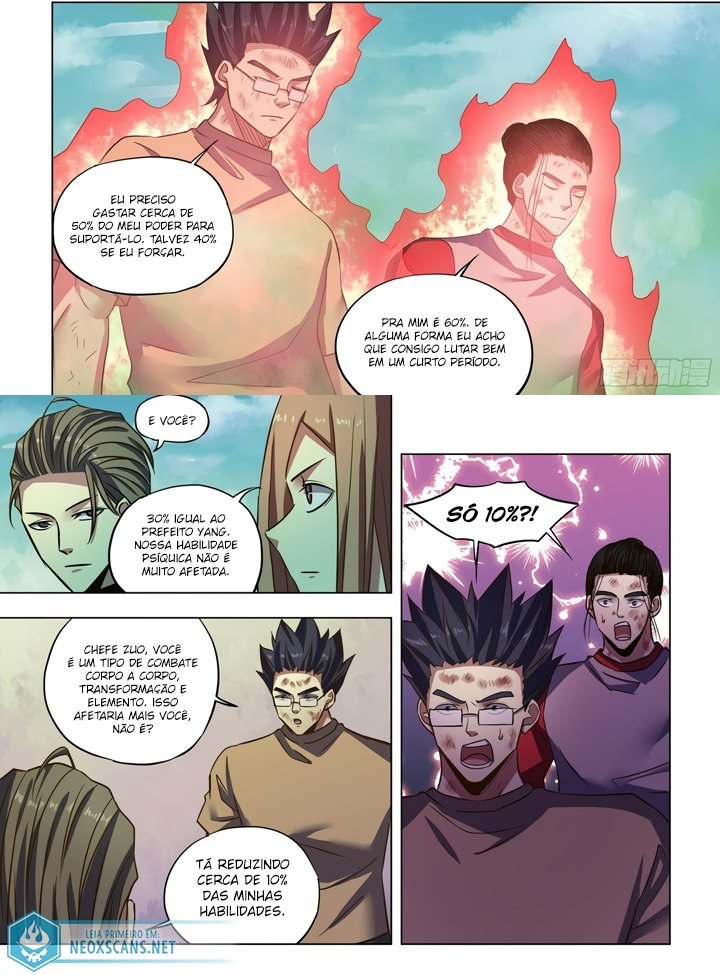 EU PRECISO
GASTAR CERCA DE
50% DO MEU PODER PARA
SUPORTÁ-LO. TALVEZ 40%
SE EU FORÇAR.
PRA MIM É 60%. DE
ALGUMA FORMA EU ACHO
QUE CONSIGO LUTAR BEM
EM UM CURTO PERÍODO.
腾讯动漫
E VOCÊ?
30% IGUAL AO
PREFEITO YANG.
NOSSA HABILIDADE
PSÍQUICA NÃO É
MUITO AFETADA.
CHEFE ZUO, VOCÊ
É UM TIPO DE COMBATE
CORPO A CORPO,
TRANSFORMAÇÃO E
ELEMENTO. ISSO
AFETARIA MAIS VOCÊ,
NÃO É?
TÁ REDUZINDO
CERCA DE 10%
DAS MINHAS
HABILIDADES.
SÓ 10%?!
LEIA PRIMEIRO EM:
NEOXSCANS.NET